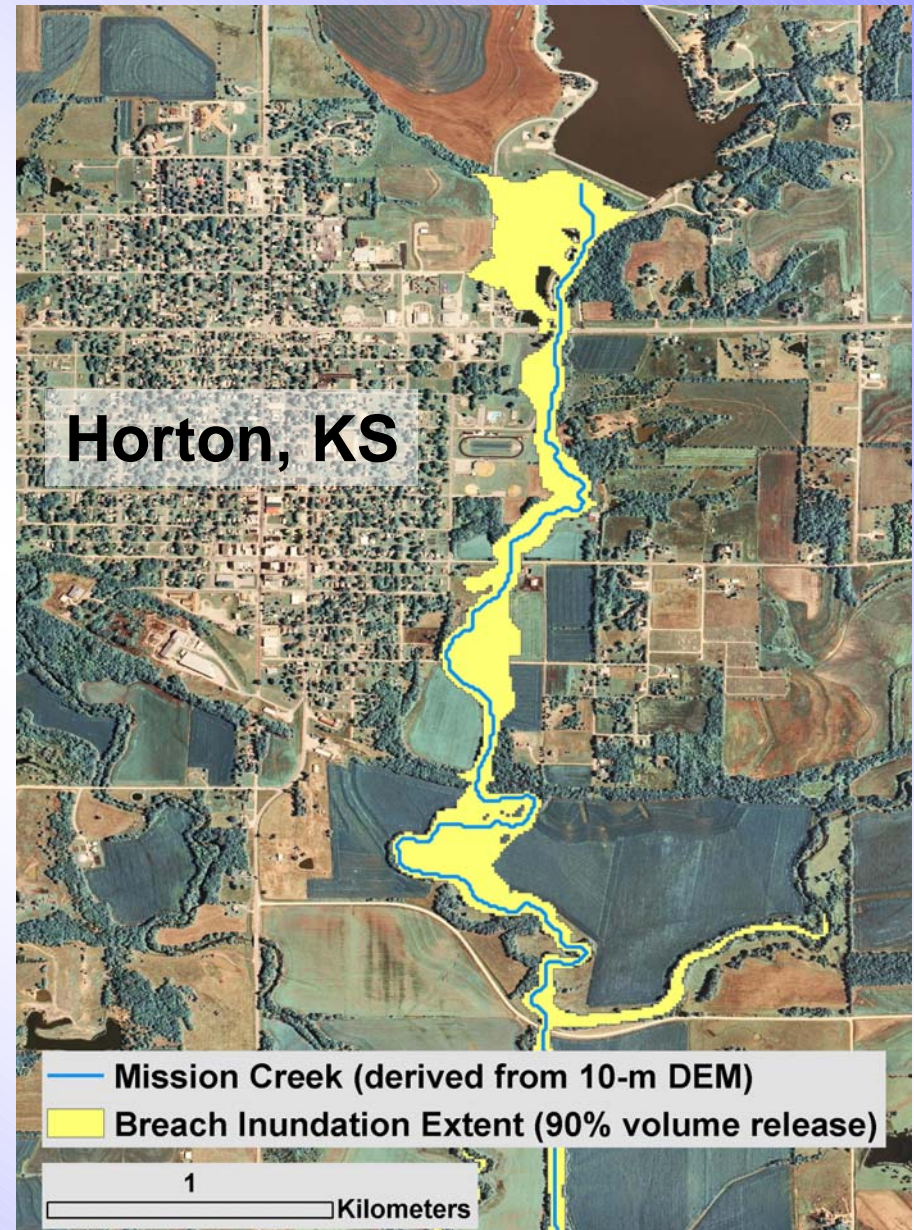 Horton, KS
Mission Creek (derived from 10-m DEM)
Breach Inundation Extent (90% volume release)
1
Kilometers